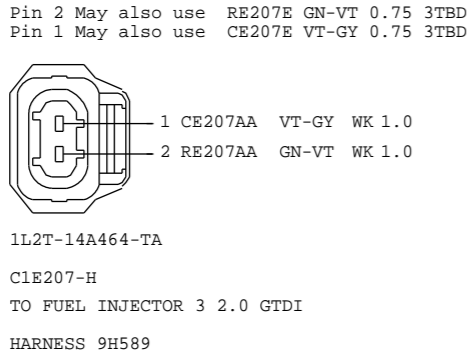 Pin 2 May also use RE207E GN-VT 0.75 3TBD
Pin 1 May also use CE207E VT-GY 0.75 3TBD
1 CE207AA VT-GY WK 1.0
2 RE207AA GN-VT WK 1.0
1L2T-14A464-TA
C1E207-H
TO FUEL INJECTOR 3 2.0 GTDI
HARNESS 9H589